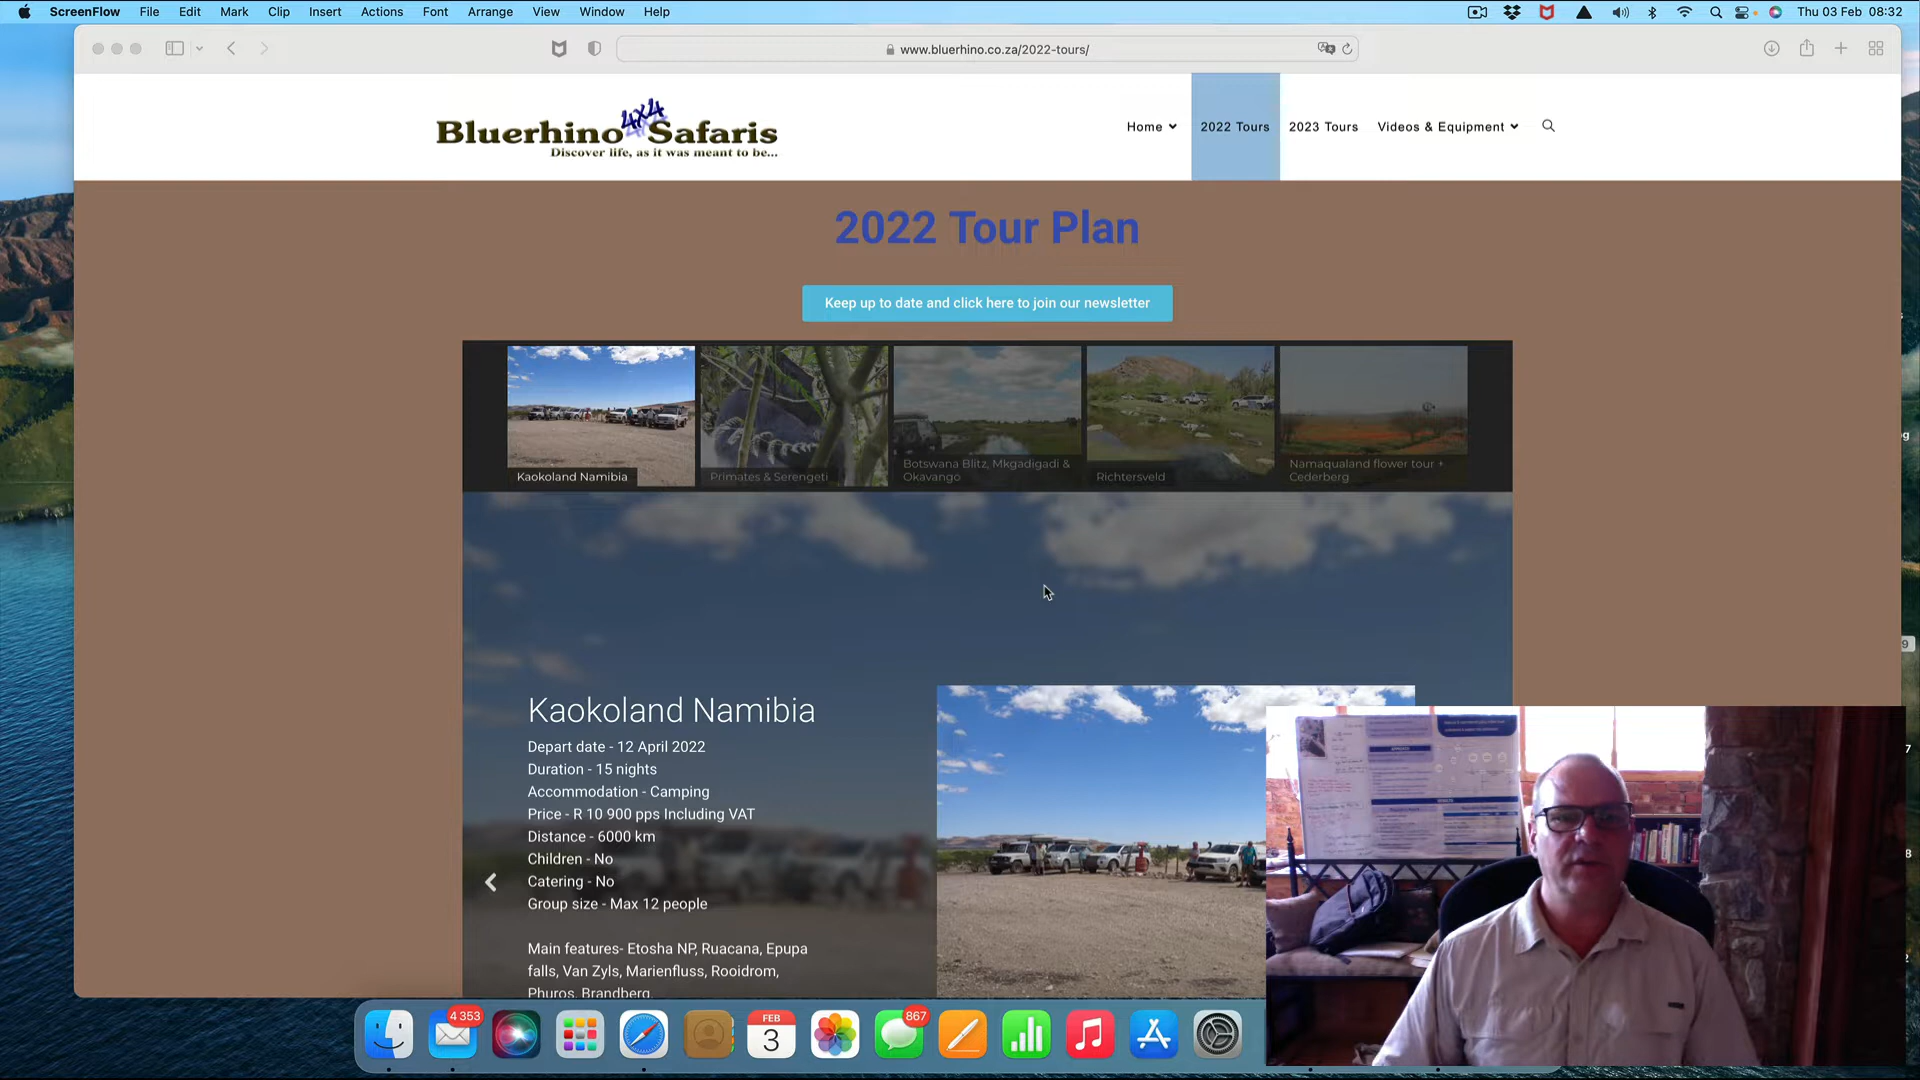 ScreenFlow File Edit Mark Clip Insert Actions Font Arrange View Window Help Thu 03 Feb 08:32
www.bluerhino.co.za/2022-tours/
Bluerhino 4x4 Safaris
Discover life, as it was meant to be...
Home 2022 Tours 2023 Tours Videos & Equipment
2022 Tour Plan
Keep up to date and click here to join our newsletter
Kaokoland Namibia
Primates & Serengeti
Botswana Blitz, Mkgadigadi &
Okavango
Richtersveld
Namaqualand flower tour +
Cederberg
Kaokoland Namibia
Depart date - 12 April 2022
Duration - 15 nights
Accommodation - Camping
Price - R 10 900 pps Including VAT
Distance - 6000 km
Children - No
Catering - No
Group size - Max 12 people
Main features- Etosha NP, Ruacana, Epupa
falls, Van Zyls, Marienfluss, Rooidrom,
Phuros, Brandberg.
4 353
FEB
3
867